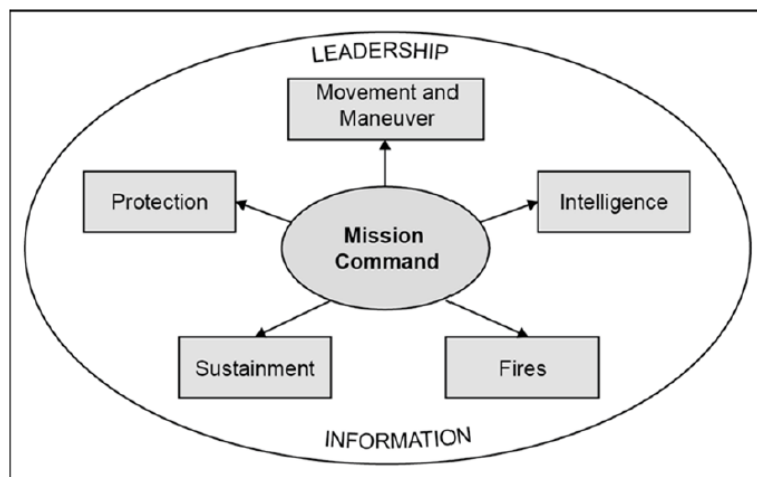 LEADERSHIP
Movement and
Maneuver
Protection
Intelligence
Mission
Command
Sustainment
Fires
INFORMATION